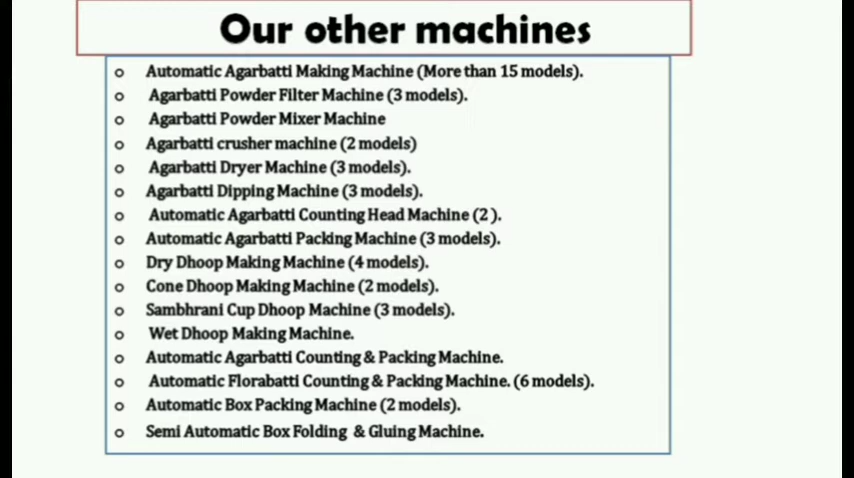 Our other machines
o Automatic Agarbatti Making Machine (More than 15 models).
o Agarbatti Powder Filter Machine (3 models).
o Agarbatti Powder Mixer Machine
o Agarbatti crusher machine (2 models)
o Agarbatti Dryer Machine (3 models).
o Agarbatti Dipping Machine (3 models).
o Automatic Agarbatti Counting Head Machine (2 ).
o Automatic Agarbatti Packing Machine (3 models).
o Dry Dhoop Making Machine (4 models).
o Cone Dhoop Making Machine (2 models).
o Sambhrani Cup Dhoop Machine (3 models).
o Wet Dhoop Making Machine.
o Automatic Agarbatti Counting & Packing Machine.
o Automatic Florabatti Counting & Packing Machine. (6 models).
o Automatic Box Packing Machine (2 models).
o Semi Automatic Box Folding & Gluing Machine.